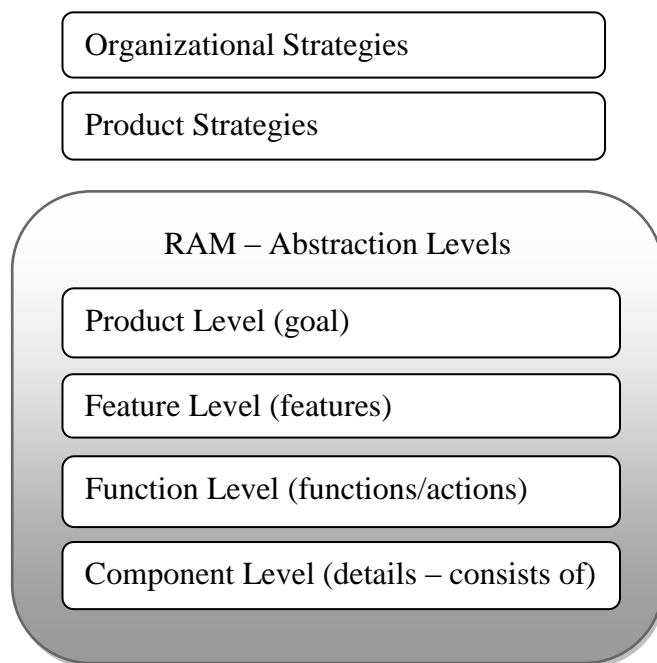 Organizational Strategies
Product Strategies
RAM – Abstraction Levels
Product Level (goal)
Feature Level (features)
Function Level (functions/actions)
Component Level (details – consists of)